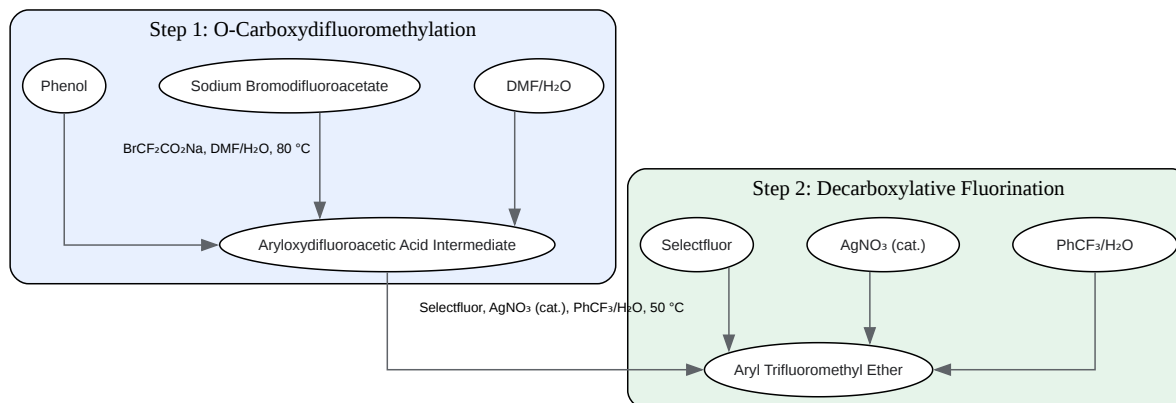 Step 1: O-Carboxydifluoromethylation
Phenol
Sodium Bromodifluoroacetate
DMF/H₂O
BrCF₂CO₂Na, DMF/H₂O, 80 °C
Aryloxydifluoroacetic Acid Intermediate
Step 2: Decarboxylative Fluorination
Selectfluor
AgNO₃ (cat.)
PhCF₃/H₂O
Selectfluor, AgNO₃ (cat.), PhCF₃/H₂O, 50 °C
Aryl Trifluoromethyl Ether